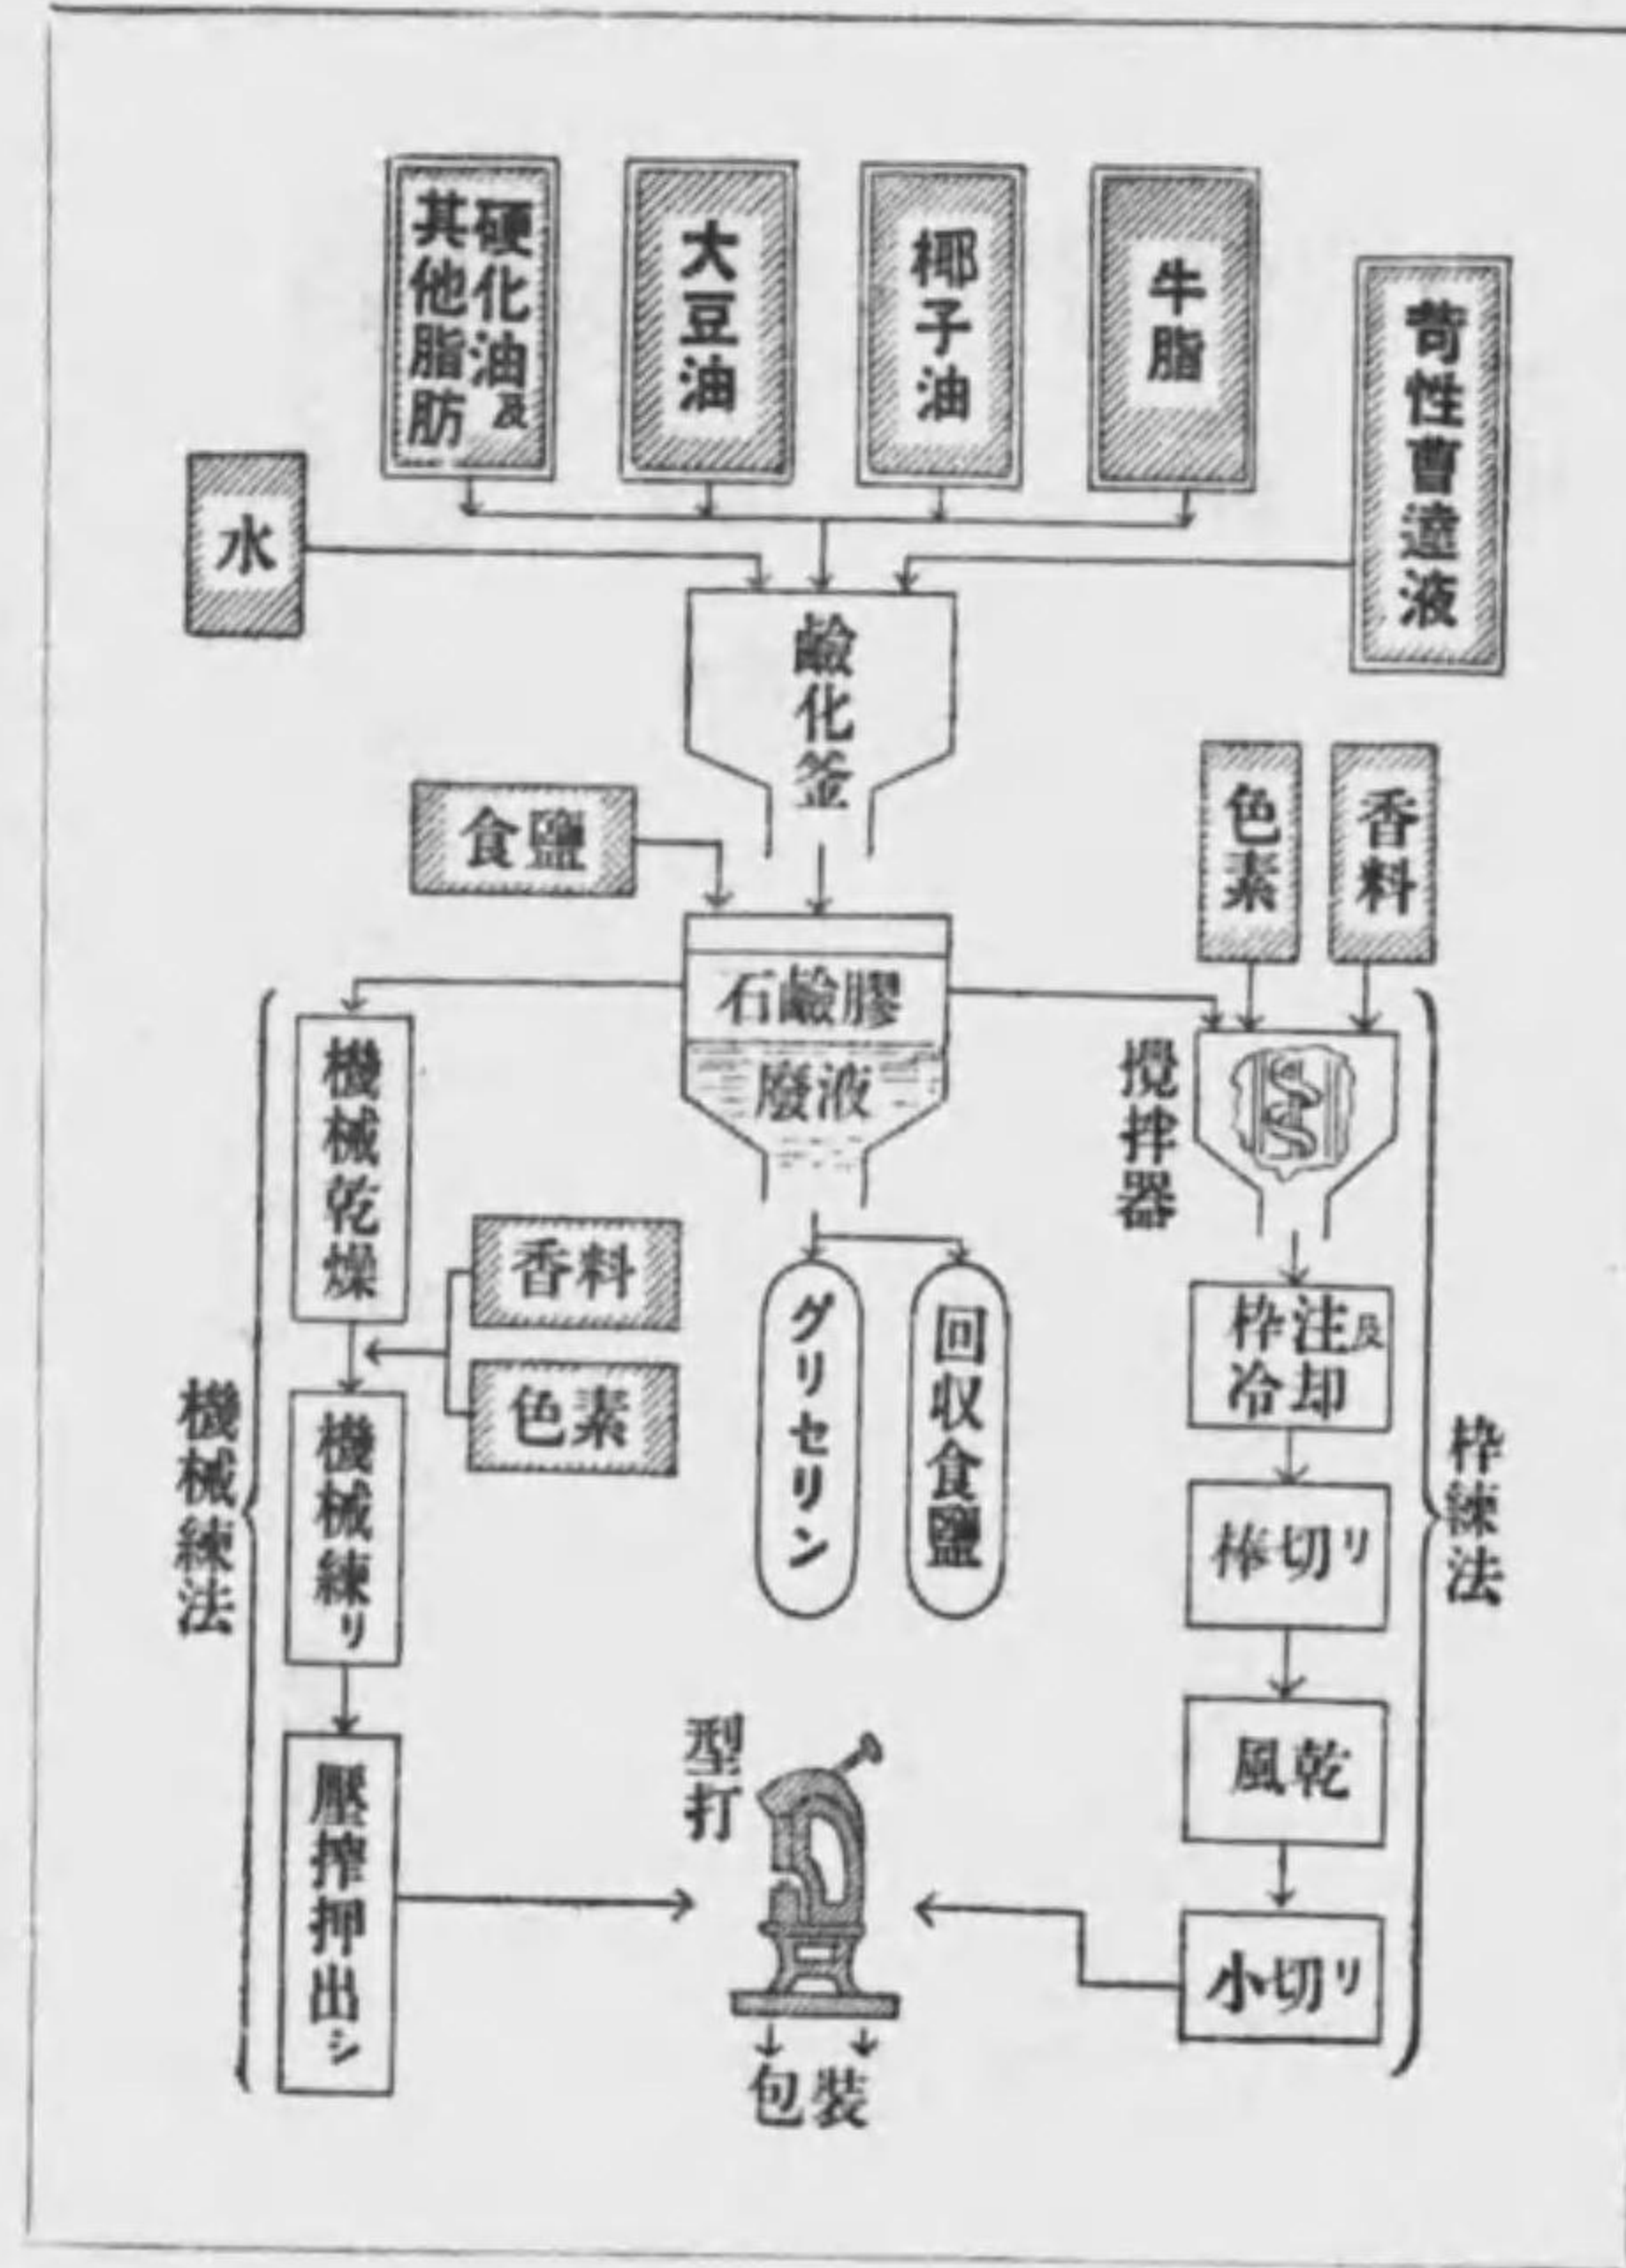 苛性曹達液
牛脂
椰子油
大豆油
硬化油及
其他脂肪
水
鹼化釜
食鹽
香料
色素
石鹼膠
廢液
攪拌器
機械乾燥
香料
色素
グリセリン
回収食鹽
枠注及
冷却
機械練リ
棒切リ
枠練法
機械練法
風乾
壓搾押出シ
型打
小切リ
包裝